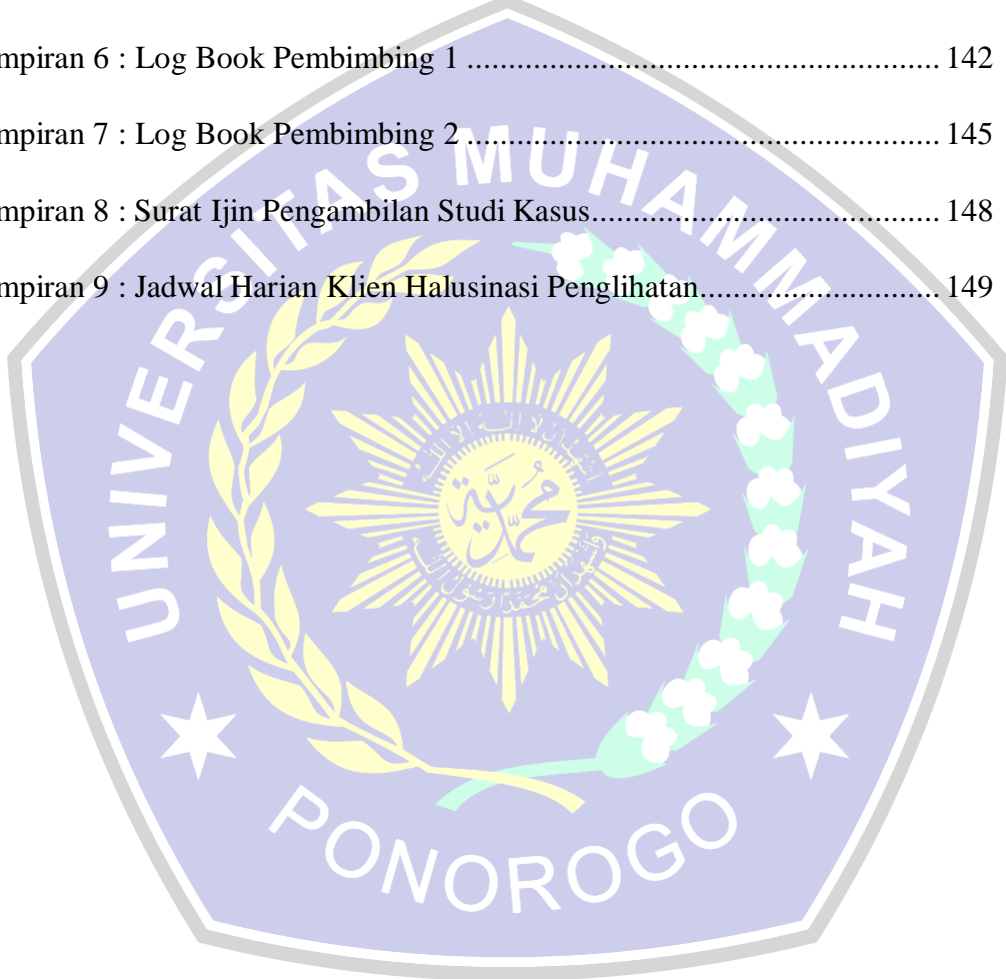 mpiran 6 : Log Book Pembimbing 1 ......................................................... 142
mpiran 7 : Log Book Pembimbing 2 ......................................................... 145
mpiran 8 : Surat Ijin Pengambilan Studi Kasus.......................................... 148
mpiran 9 : Jadwal Harian Klien Halusinasi Penglihatan............................. 149
UNIVERSITAS MUHAMMADIYAH
محمد
PONOROGO